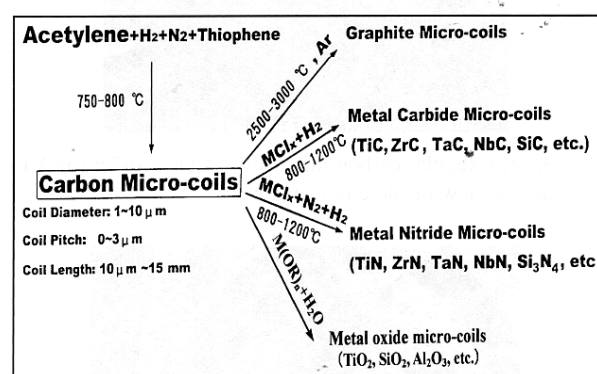 Acetylene+H₂+N₂+Thiophene
750-800 ℃
Carbon Micro-coils
Coil Diameter: 1~10 μm
Coil Pitch: 0~3 μm
Coil Length: 10 μm ~15 mm
2500-3000 ℃, Ar
Graphite Micro-coils
MClₓ+H₂
800-1200℃
Metal Carbide Micro-coils
(TiC, ZrC, TaC, NbC, SiC, etc.)
MClₓ+N₂+H₂
800-1200℃
Metal Nitride Micro-coils
(TiN, ZrN, TaN, NbN, Si₃N₄, etc
M(OR)ₙ+H₂O
Metal oxide micro-coils
(TiO₂, SiO₂, Al₂O₃, etc.)